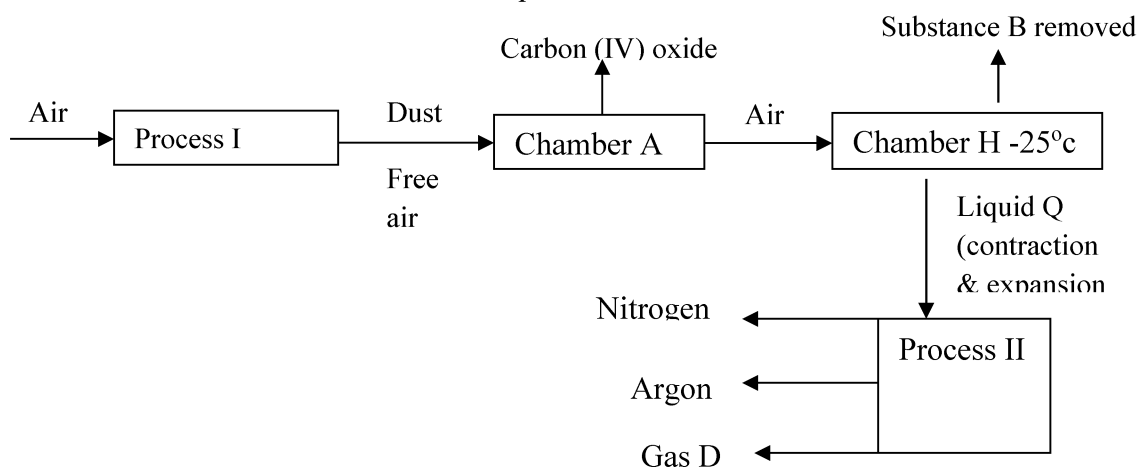 Substance B removed
Carbon (IV) oxide
Air
Dust
Air
Process I
Chamber A
Chamber H -25°c
Free
air
Liquid Q
(contraction
& expansion
Nitrogen
Process II
Argon
Gas D